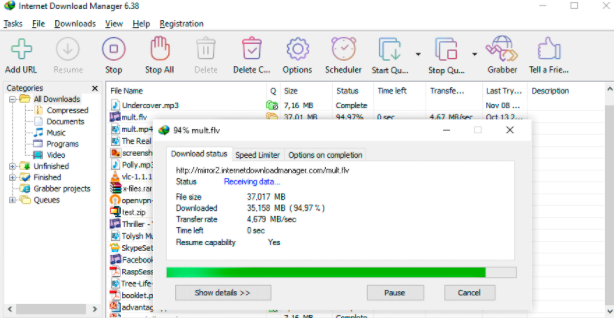 Internet Download Manager 6.38
Tasks File Downloads View Help Registration
Add URL Resume Stop Stop All Delete Delete C... Options Scheduler Start Qu... Stop Qu... Grabber Tell a Frie...
Categories
All Downloads
Compressed
Documents
Music
Programs
Video
Unfinished
Finished
Grabber projects
Queues
File Name Q Size Status Time left Transfe... Last Try... Description
Undercover.mp3 7,16 MB Complete Nov 08 ...
mult.flv 37,01 MB 94,97% 0 sec 4,67 MB/sec Oct 13 2...
mult.mp4
The Real
screensh
Polly.mp3
vlc-1.1.
x-files.rar
openvpn-
test.zip
Thriller -
Tolysh Mu
SkypeSet
Facebook
RaspSess
Tree-Life-
booklet.p
advantag
7,16 MB Complete
94% mult.flv
Download status Speed Limiter Options on completion
http://mirror2.internetdownloadmanager.com/mult.flv
Status Receiving data...
File size 37,017 MB
Downloaded 35,158 MB ( 94,97 % )
Transfer rate 4,679 MB/sec
Time left 0 sec
Resume capability Yes
Show details >> Pause Cancel